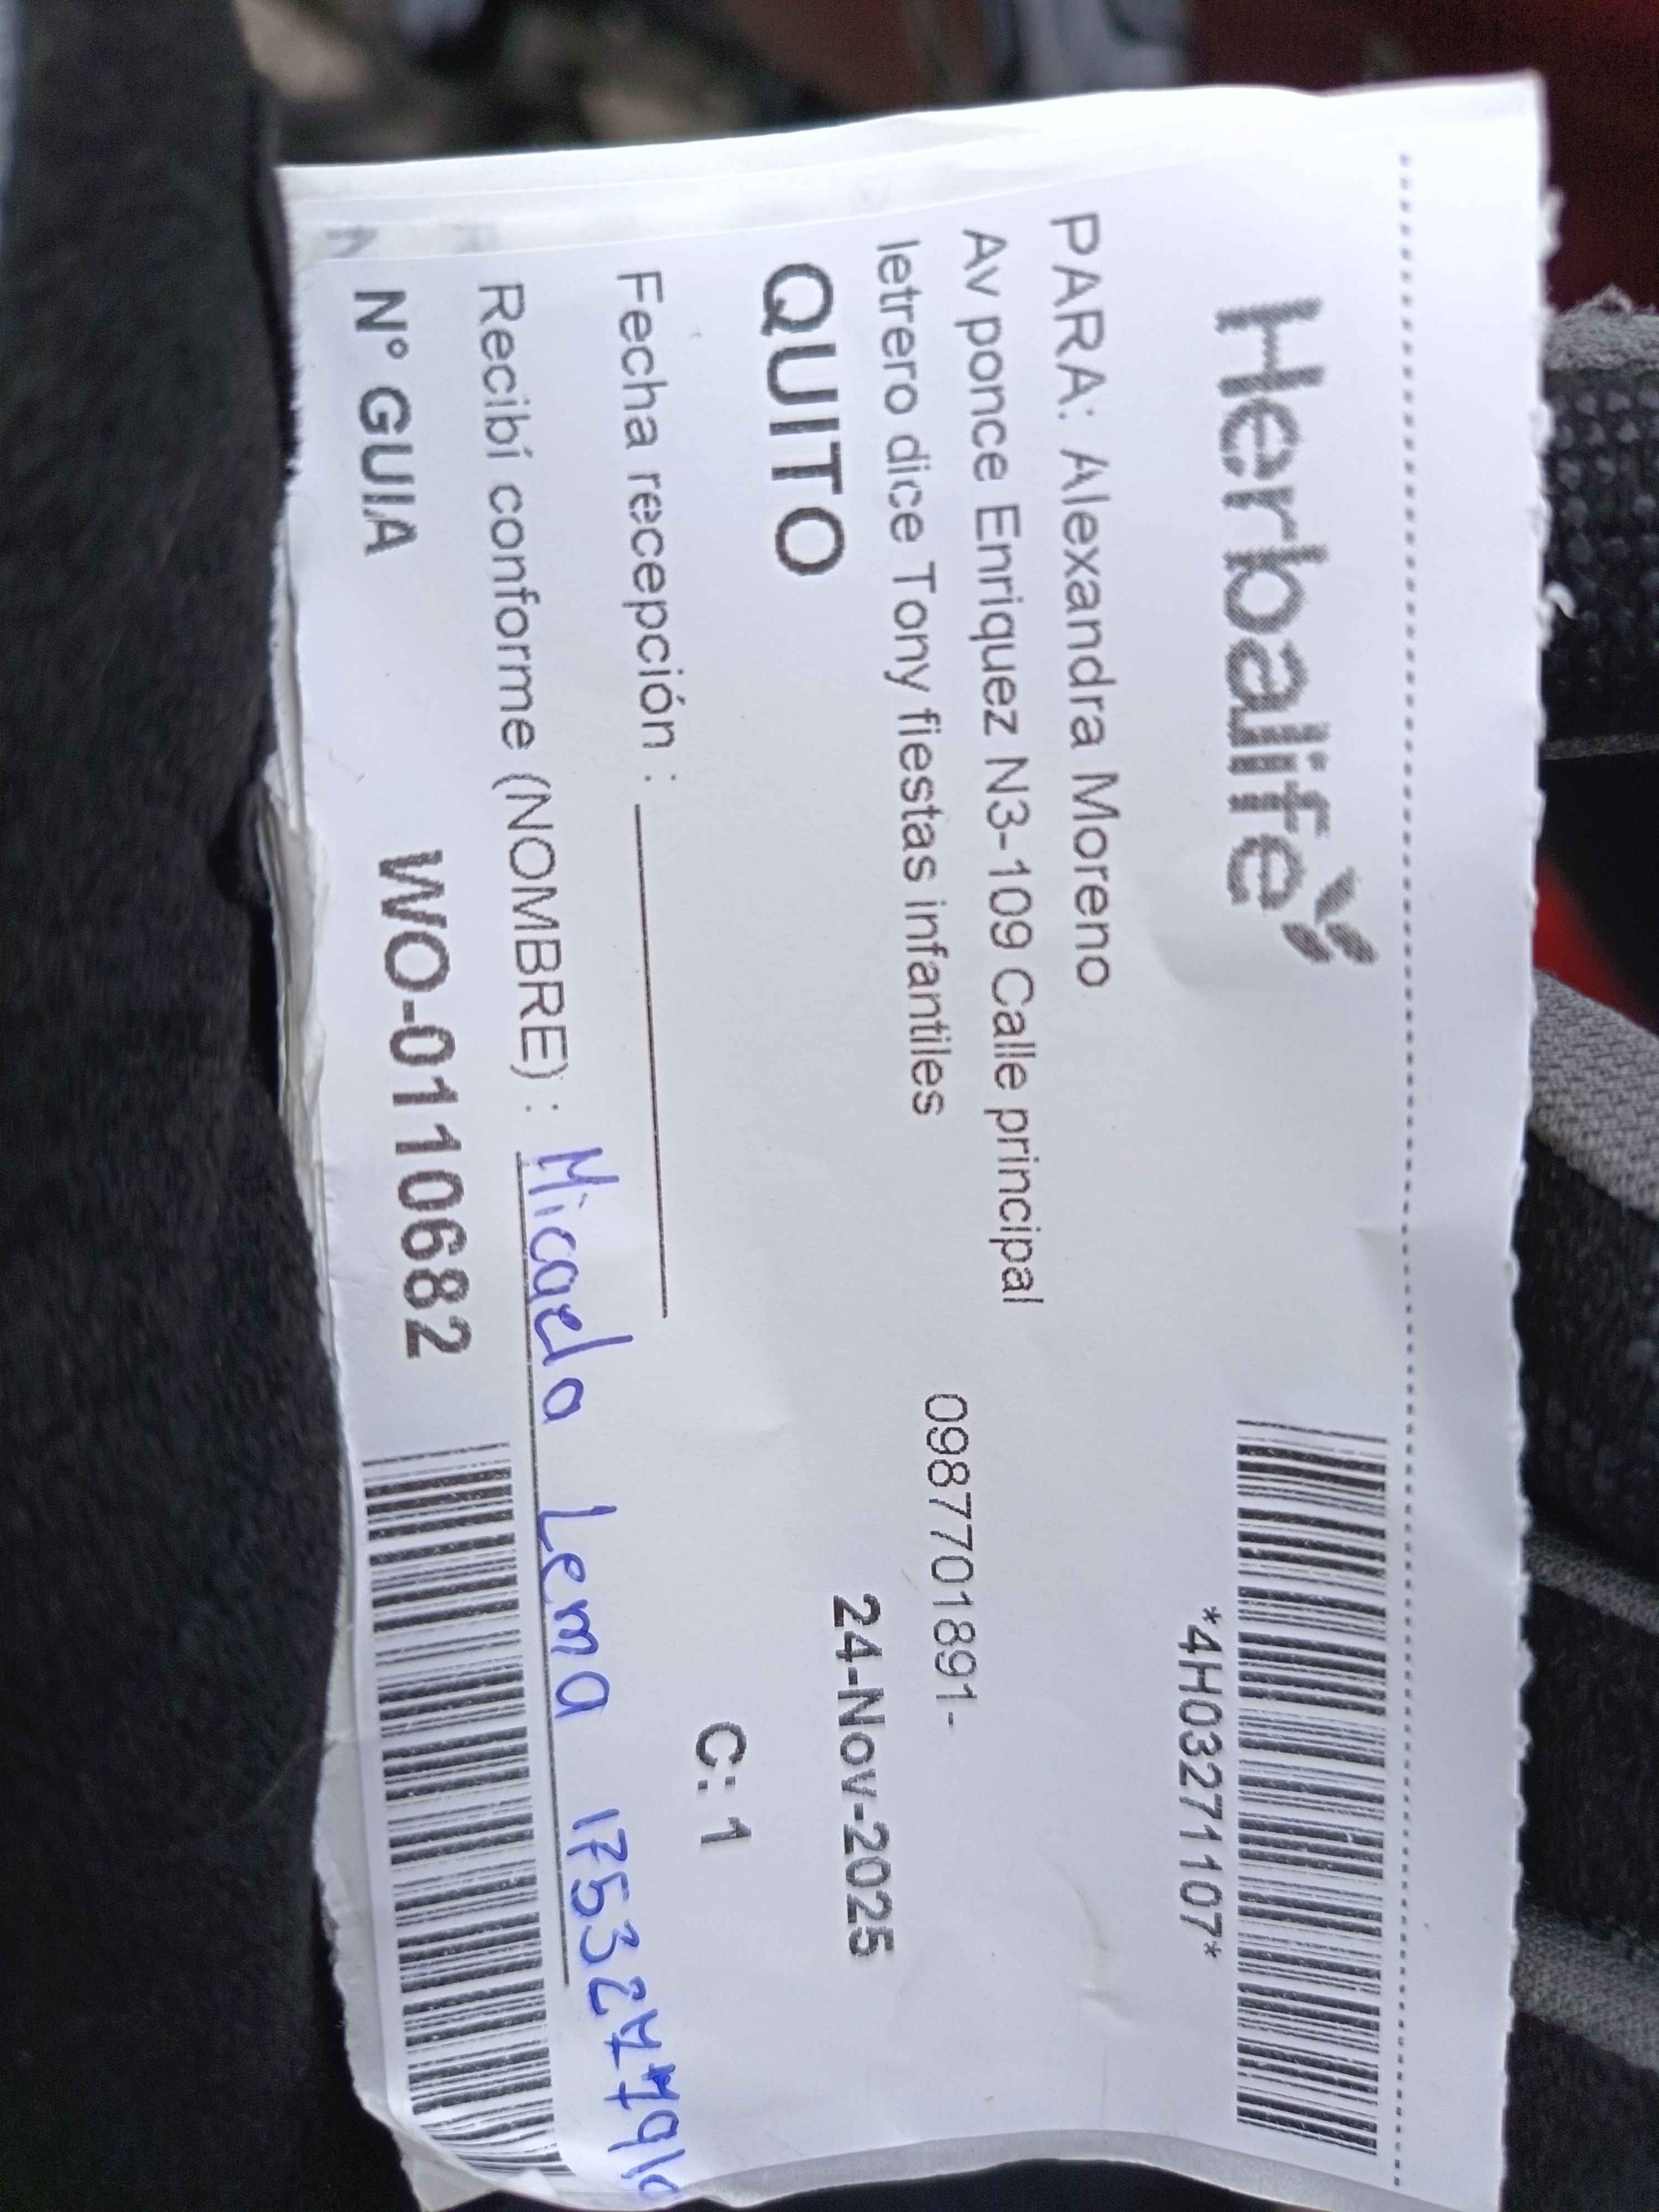 Herbalife
*4H03271107*
PARA: Alexandra Moreno
Av ponce Enriquez N3-109 Calle principal
letrero dice Tony fiestas infantiles 0987701891-
QUITO 24-Nov-2025
C: 1
Fecha recepción :
Recibí conforme (NOMBRE) : Micaela Lema
N° GUIA WO-0110682